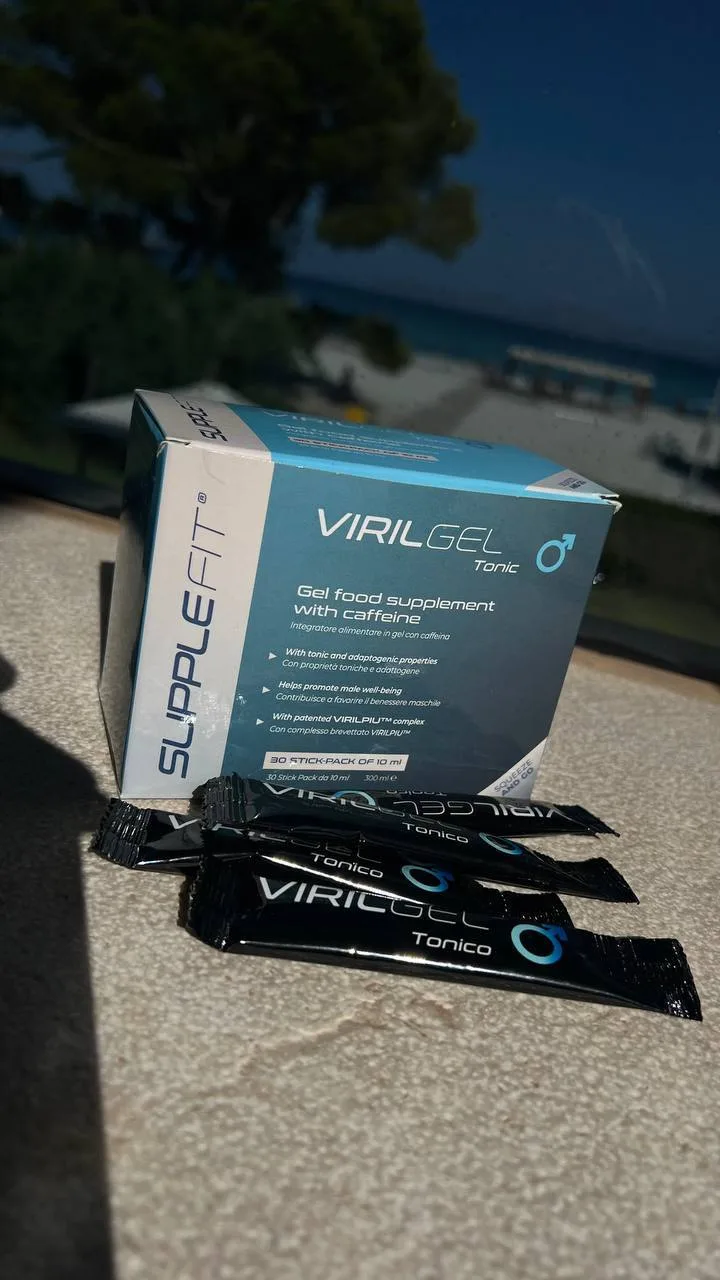 SUPPLEFIT®
VIRILGEL
Tonic
Gel food supplement
with caffeine
Integratore alimentare in gel con caffeina
With tonic and adaptogenic properties
Con proprietà toniche e adattogene
Helps promote male well-being
Contribuisce a favorire il benessere maschile
With patented VIRILPIU™ complex
Con complesso brevettato VIRILPIU™
30 STICK-PACK OF 10 ml
30 Stick Pack da 10 ml 300 ml e
SQUEEZE
AND GO
VIRILGEL
Tonico
Tonico
VIRILGEL
Tonico
VIRILGEL
Tonico